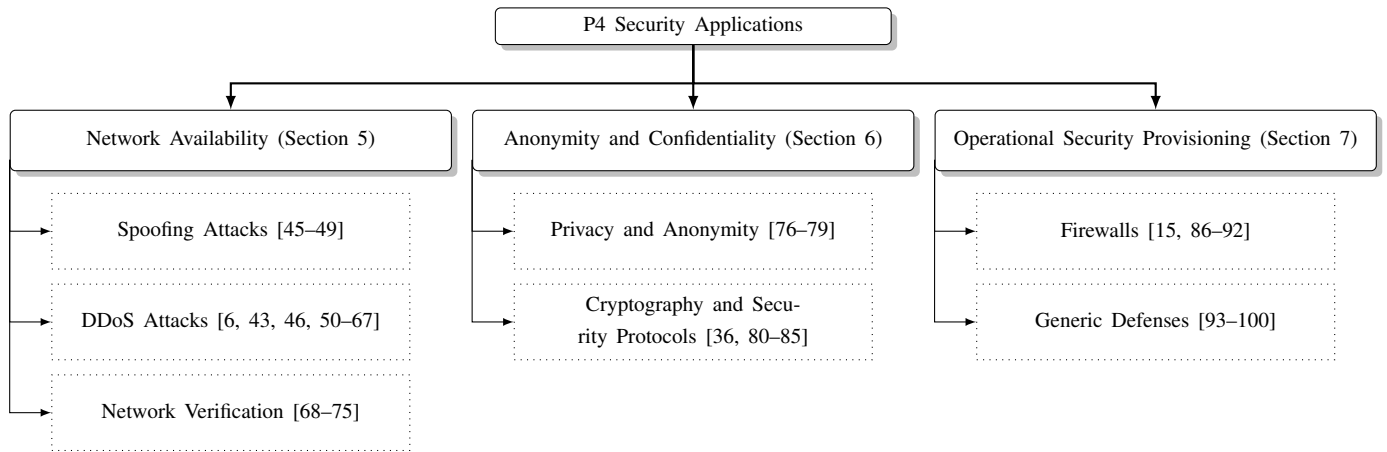 P4 Security Applications
Network Availability (Section 5)
Anonymity and Confidentiality (Section 6)
Operational Security Provisioning (Section 7)
Spoofing Attacks [45–49]
DDoS Attacks [6, 43, 46, 50–67]
Network Verification [68–75]
Privacy and Anonymity [76–79]
Cryptography and Secu-
rity Protocols [36, 80–85]
Firewalls [15, 86–92]
Generic Defenses [93–100]